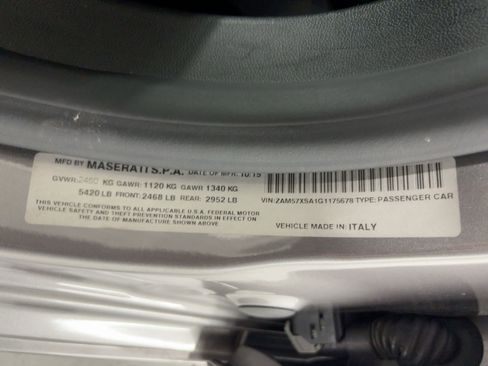 MFD BY MASERATI S.P.A. DATE OF MFR: 10/15
GVWR: 2460 KG GAWR: 1120 KG GAWR 1340 KG
5420 LB FRONT: 2468 LB REAR: 2952 LB
THIS VEHICLE CONFORMS TO ALL APPLICABLE U.S.A. FEDERAL MOTOR
VEHICLE SAFETY AND THEFT PREVENTION STANDARDS IN EFFECT ON
THE DATE OF MANUFACTURE SHOWN ABOVE
VIN: ZAM57XSA1G1175678 TYPE: PASSENGER CAR
VEHICLE MADE IN: ITALY